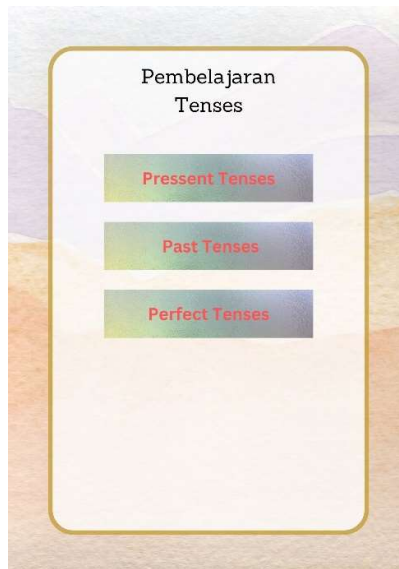 Pembelajaran
Tenses
Pressent Tenses
Past Tenses
Perfect Tenses